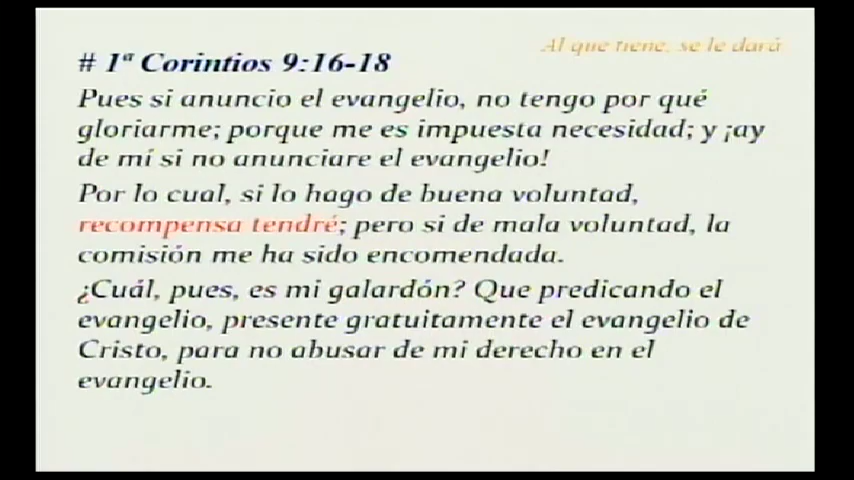 Al que tiene, se le dará
# 1ª Corintios 9:16-18
Pues si anuncio el evangelio, no tengo por qué
gloriarme; porque me es impuesta necesidad; y ¡ay
de mí si no anunciare el evangelio!
Por lo cual, si lo hago de buena voluntad,
recompensa tendré; pero si de mala voluntad, la
comisión me ha sido encomendada.
¿Cuál, pues, es mi galardón? Que predicando el
evangelio, presente gratuitamente el evangelio de
Cristo, para no abusar de mi derecho en el
evangelio.